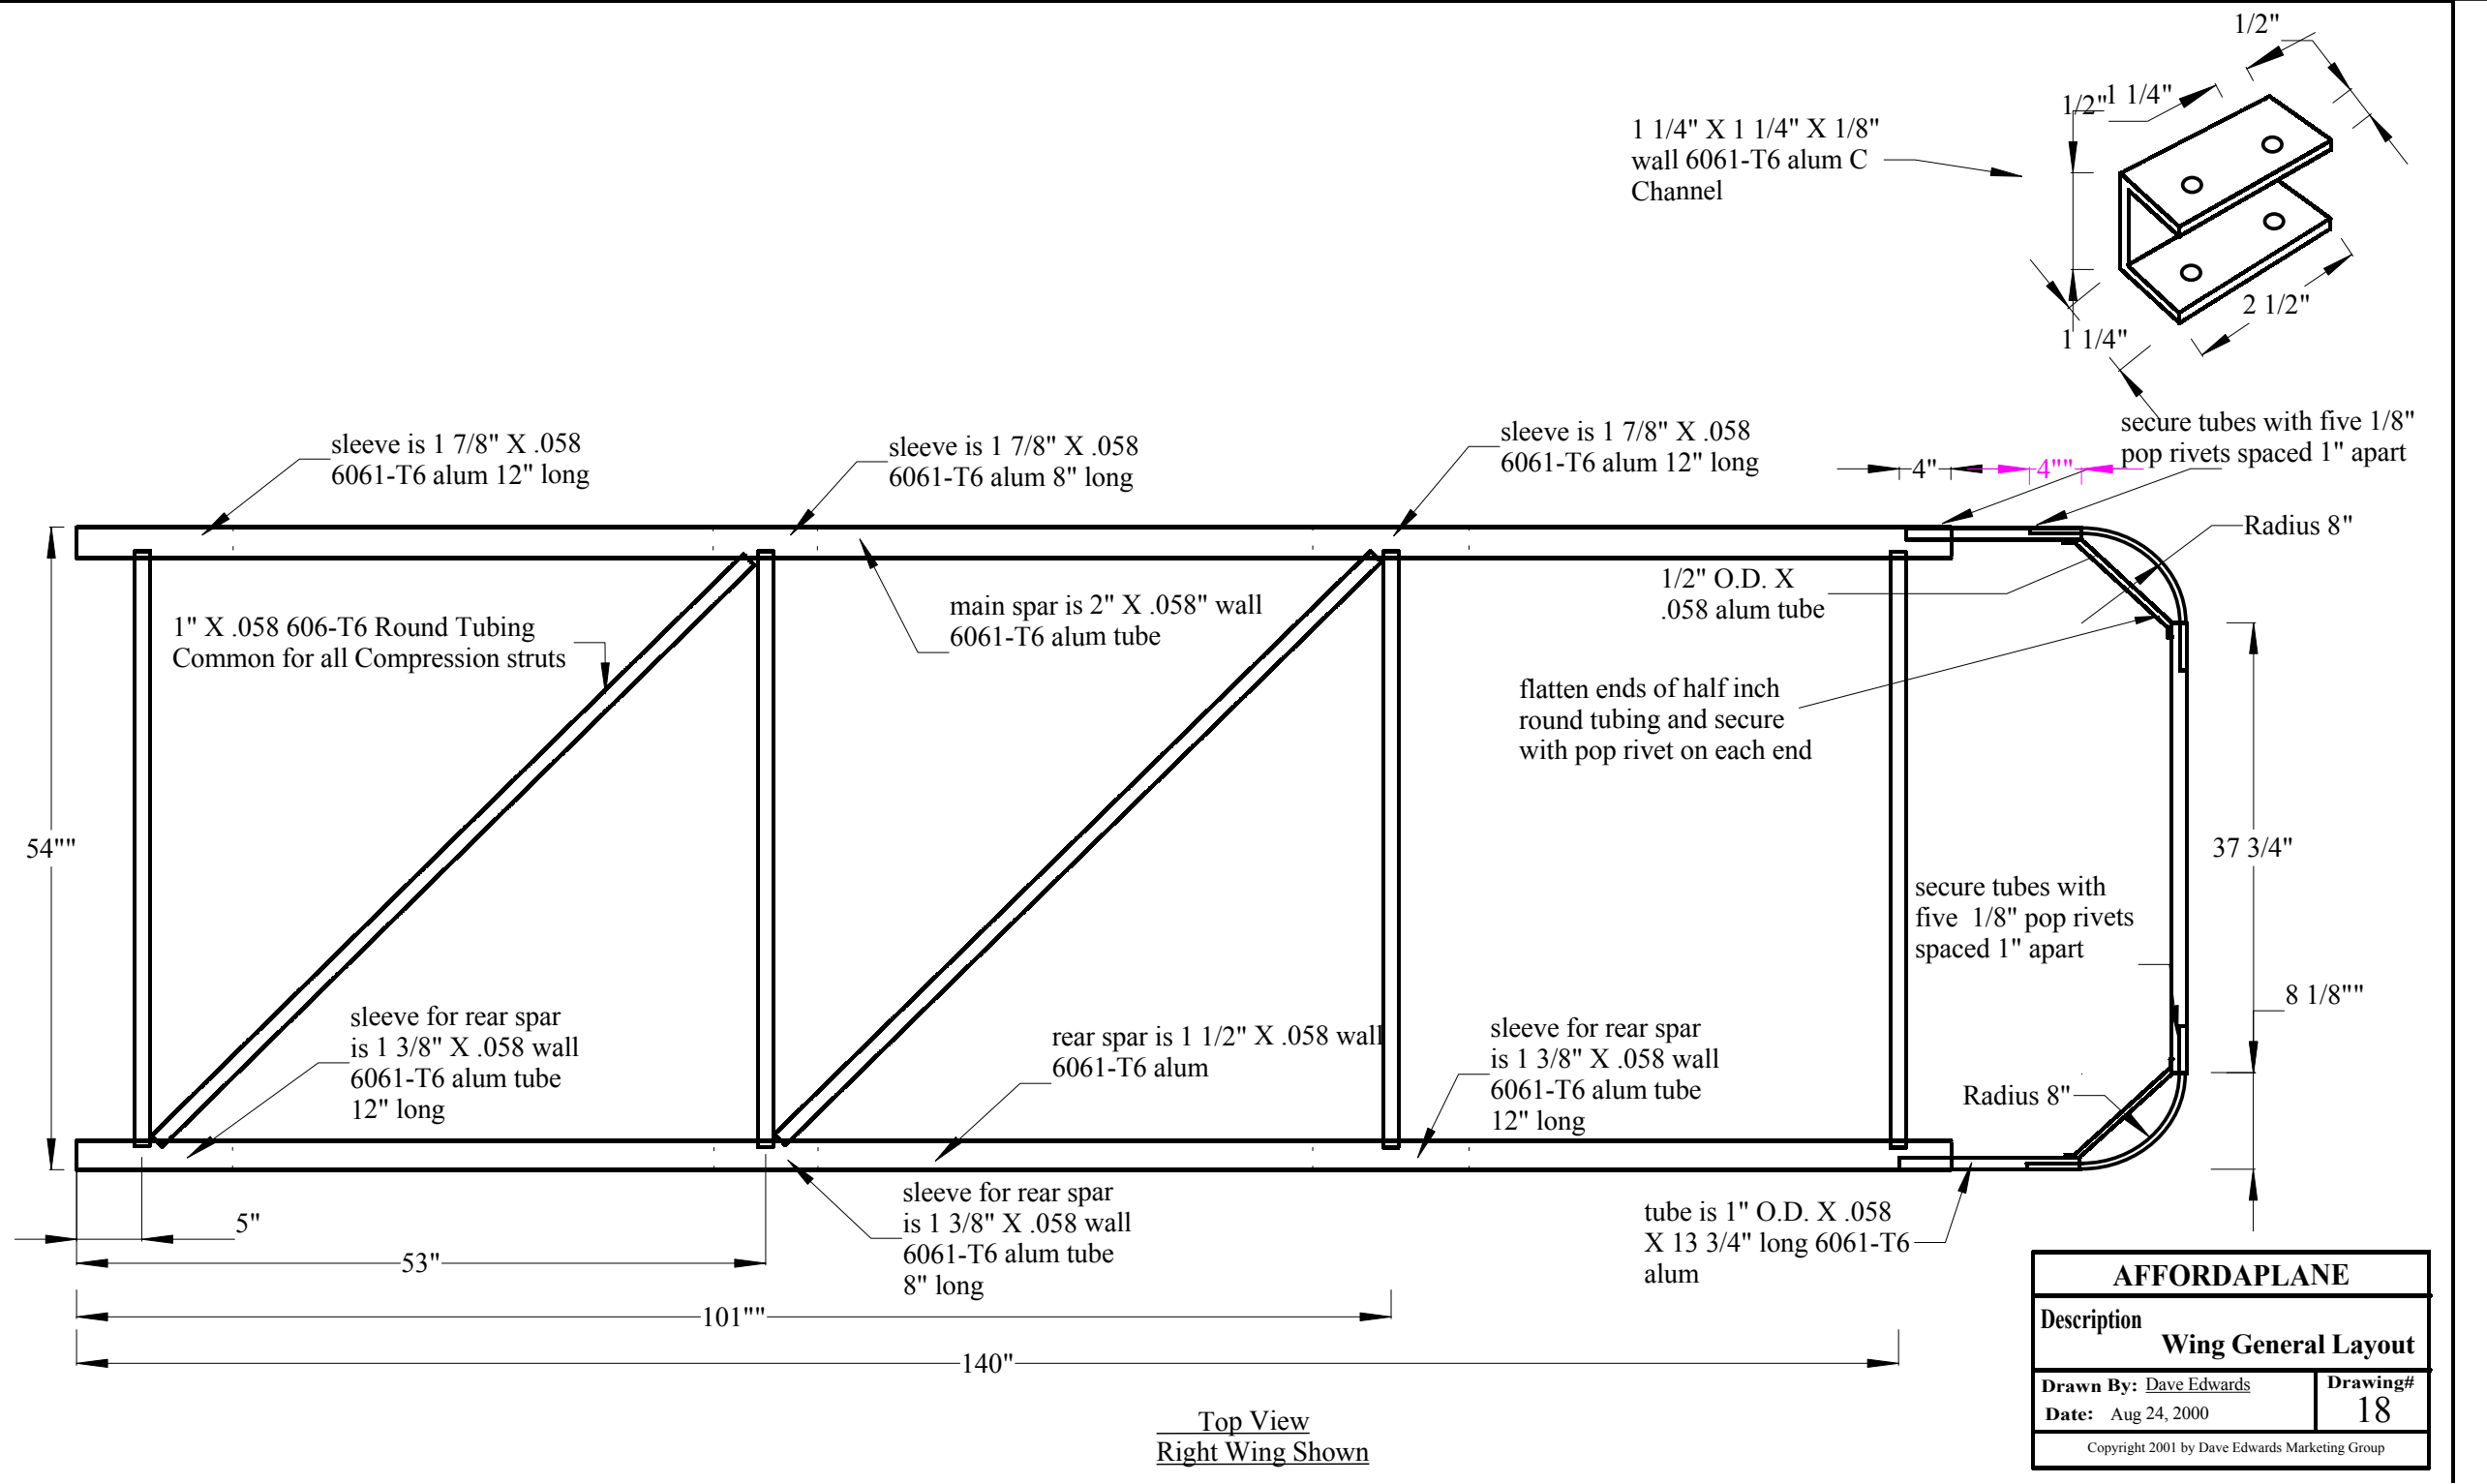 1/2"
1/2"
1 1/4"
1 1/4" X 1 1/4" X 1/8"
wall 6061-T6 alum C
Channel
2 1/2"
1 1/4"
secure tubes with five 1/8"
pop rivets spaced 1" apart
sleeve is 1 7/8" X .058
6061-T6 alum 12" long
sleeve is 1 7/8" X .058
6061-T6 alum 8" long
sleeve is 1 7/8" X .058
6061-T6 alum 12" long
4"
4""
Radius 8"
1/2" O.D. X
.058 alum tube
main spar is 2" X .058" wall
6061-T6 alum tube
1" X .058 606-T6 Round Tubing
Common for all Compression struts
flatten ends of half inch
round tubing and secure
with pop rivet on each end
54""
37 3/4"
secure tubes with
five 1/8" pop rivets
spaced 1" apart
8 1/8""
sleeve for rear spar
is 1 3/8" X .058 wall
6061-T6 alum tube
12" long
rear spar is 1 1/2" X .058 wall
6061-T6 alum
sleeve for rear spar
is 1 3/8" X .058 wall
6061-T6 alum tube
12" long
Radius 8"
5"
sleeve for rear spar
is 1 3/8" X .058 wall
6061-T6 alum tube
8" long
tube is 1" O.D. X .058
X 13 3/4" long 6061-T6
alum
53"
101""
140"
Top View
Right Wing Shown
AFFORDAPLANE
Description
Wing General Layout
Drawn By: Dave Edwards
Date: Aug 24, 2000
Drawing#
18
Copyright 2001 by Dave Edwards Marketing Group